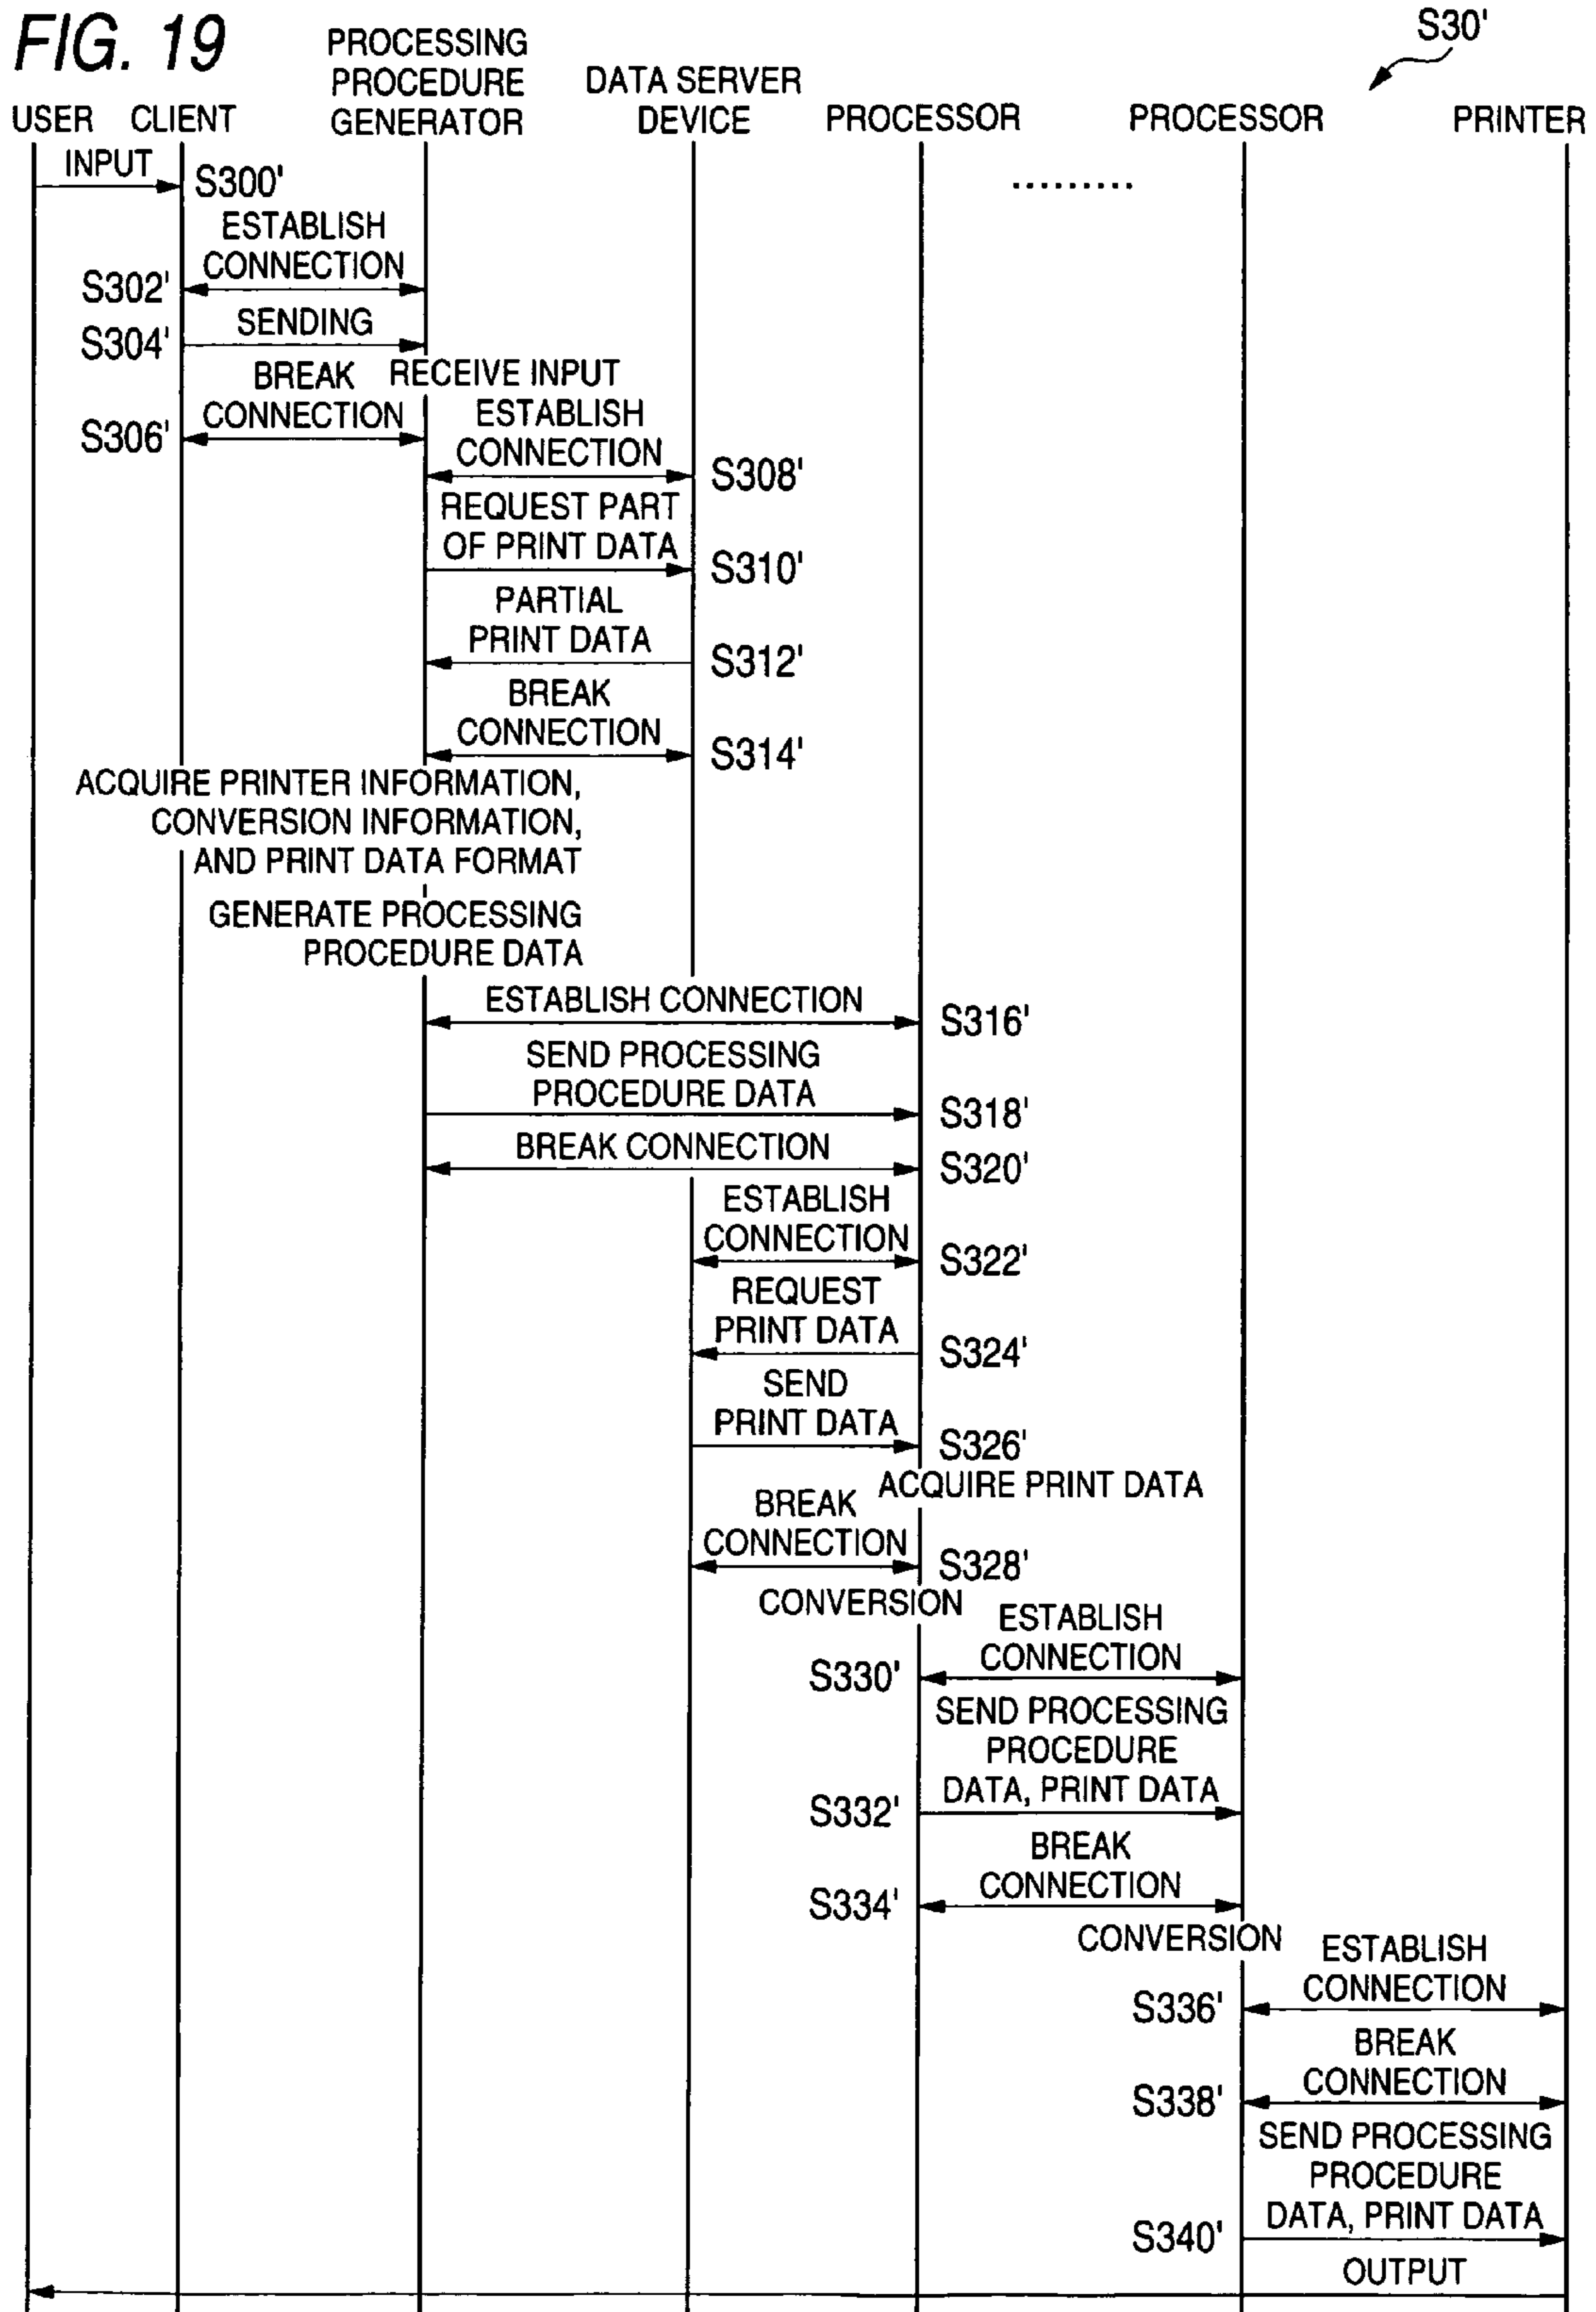 FIG. 19
S30'
USER
CLIENT
PROCESSING
PROCEDURE
GENERATOR
DATA SERVER
DEVICE
PROCESSOR
PROCESSOR
PRINTER
INPUT
S300'
.........
ESTABLISH
CONNECTION
S302'
SENDING
S304'
RECEIVE INPUT
BREAK
CONNECTION
S306'
ESTABLISH
CONNECTION
S308'
REQUEST PART
OF PRINT DATA
S310'
PARTIAL
PRINT DATA
S312'
BREAK
CONNECTION
S314'
ACQUIRE PRINTER INFORMATION,
CONVERSION INFORMATION,
AND PRINT DATA FORMAT
GENERATE PROCESSING
PROCEDURE DATA
ESTABLISH CONNECTION
S316'
SEND PROCESSING
PROCEDURE DATA
S318'
BREAK CONNECTION
S320'
ESTABLISH
CONNECTION
S322'
REQUEST
PRINT DATA
S324'
SEND
PRINT DATA
S326'
ACQUIRE PRINT DATA
BREAK
CONNECTION
S328'
CONVERSION
ESTABLISH
CONNECTION
S330'
SEND PROCESSING
PROCEDURE
DATA, PRINT DATA
S332'
BREAK
CONNECTION
S334'
CONVERSION
ESTABLISH
CONNECTION
S336'
BREAK
CONNECTION
S338'
SEND PROCESSING
PROCEDURE
DATA, PRINT DATA
S340'
OUTPUT